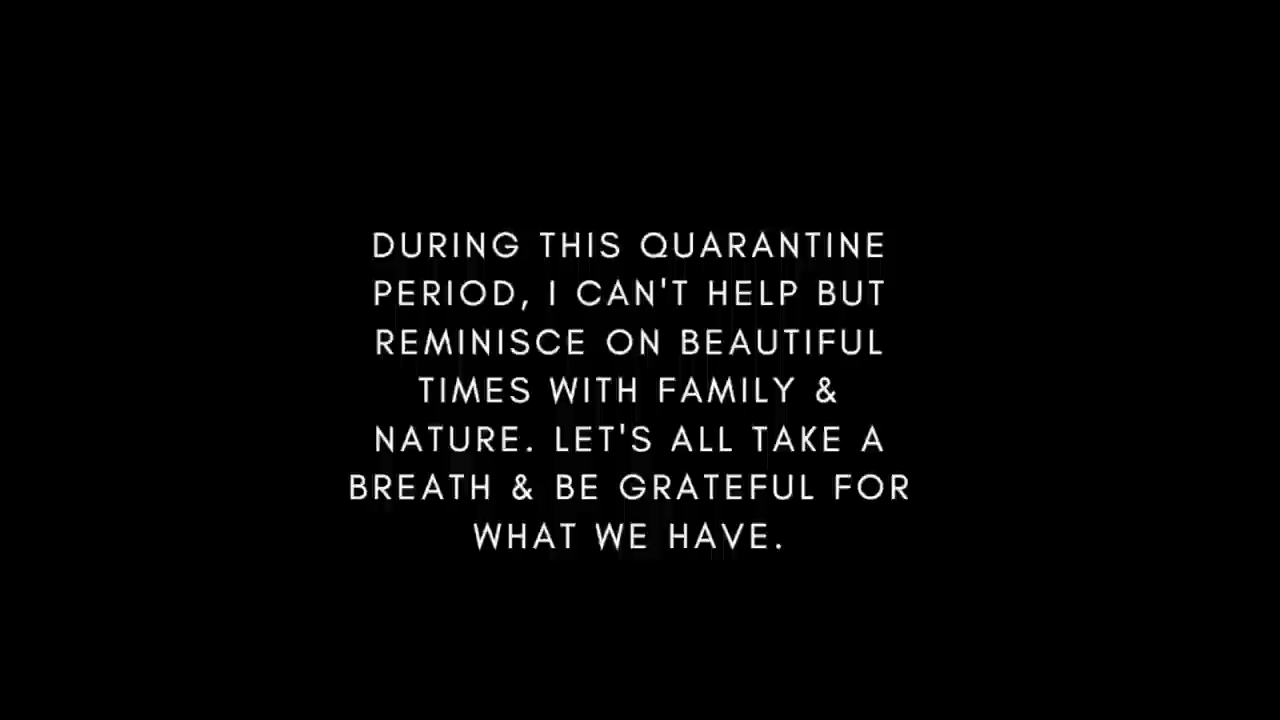 DURING THIS QUARANTINE
PERIOD, I CAN'T HELP BUT
REMINISCE ON BEAUTIFUL
TIMES WITH FAMILY &
NATURE. LET'S ALL TAKE A
BREATH & BE GRATEFUL FOR
WHAT WE HAVE.